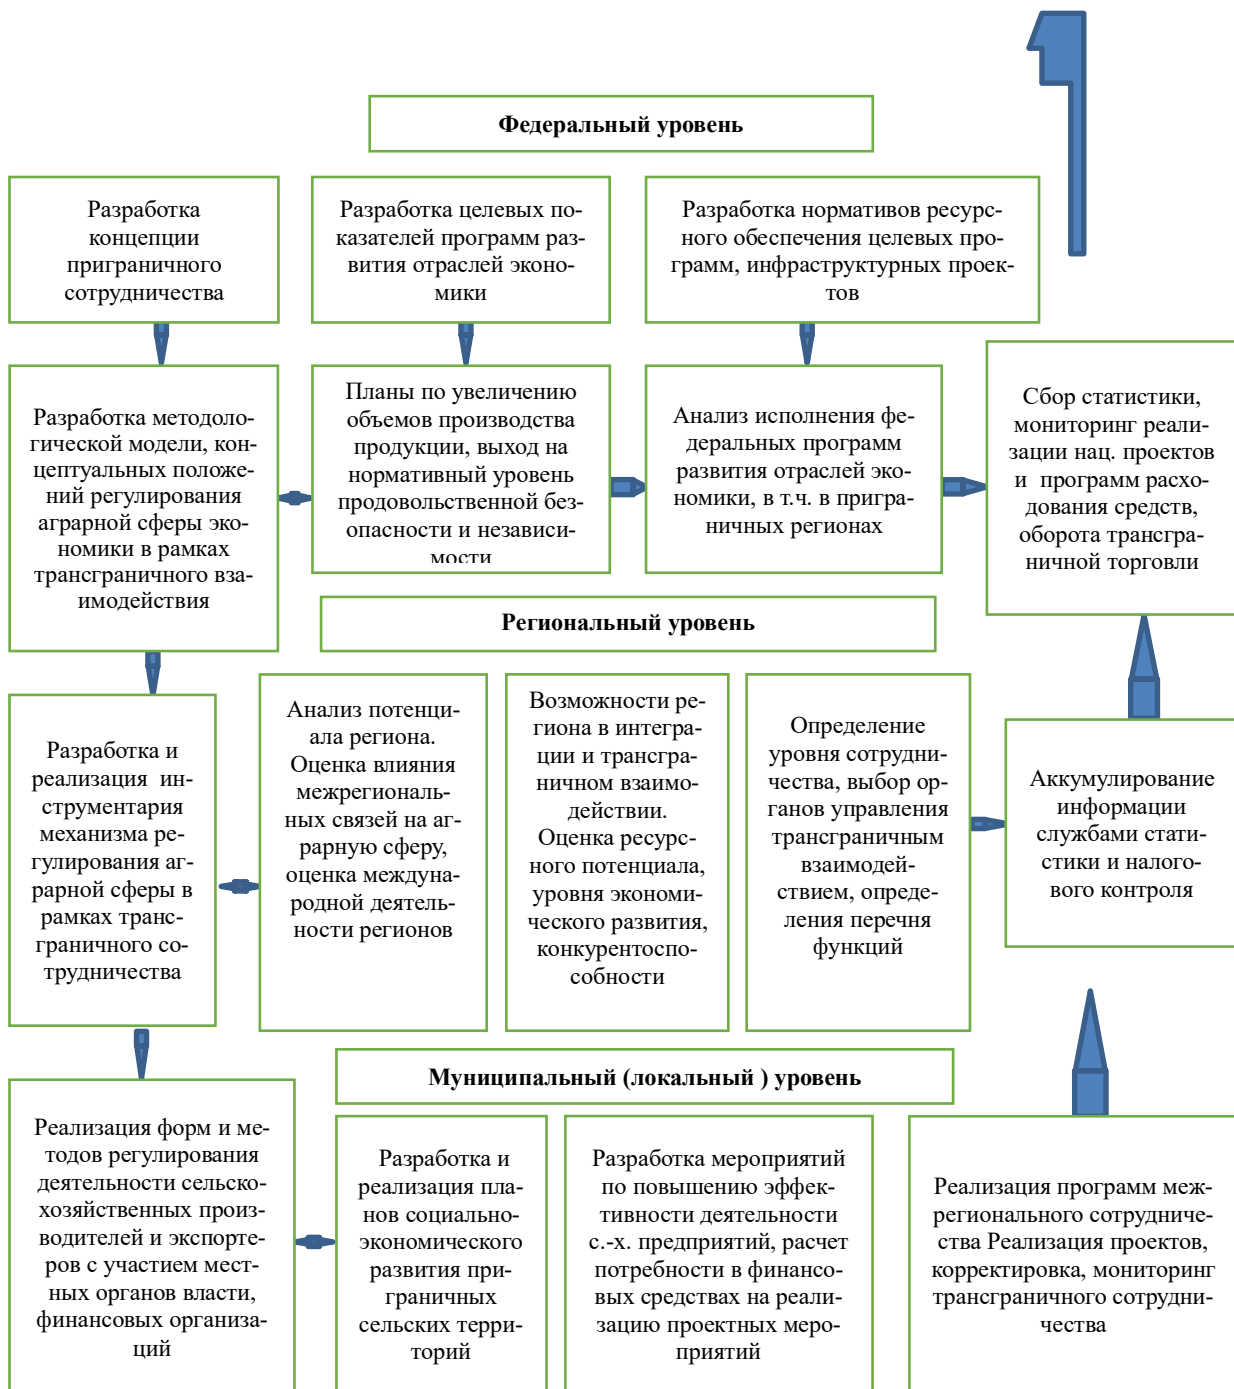 Федеральный уровень
Разработка
концепции
приграничного
сотрудничества
Разработка целевых по-
казателей программ раз-
вития отраслей эконо-
мики
Разработка нормативов ресурс-
ного обеспечения целевых про-
грамм, инфраструктурных проек-
тов
Разработка методоло-
гической модели, кон-
цептуальных положе-
ний регулирования
аграрной сферы эко-
номики в рамках
трансграничного вза-
имодействия
Планы по увеличению
объемов производства
продукции, выход на
нормативный уровень
продовольственной без-
опасности и независи-
мости
Анализ исполнения фе-
деральных программ
развития отраслей эко-
номики, в т.ч. в пригра-
ничных регионах
Сбор статистики,
мониторинг реали-
зации нац. проектов
и программ расхо-
дования средств,
оборота трансгра-
ничной торговли
Региональный уровень
Разработка и
реализация ин-
струментария
механизма ре-
гулирования аг-
рарной сферы в
рамках транс-
граничного со-
трудничества
Анализ потенци-
ала региона.
Оценка влияния
межрегиональ-
ных связей на аг-
рарную сферу,
оценка междуна-
родной деятель-
ности регионов
Возможности ре-
гиона в интегра-
ции и трансгра-
ничном взаимо-
действии.
Оценка ресурс-
ного потенциала,
уровня экономи-
ческого развития,
конкурентоспо-
собности
Определение
уровня сотрудни-
чества, выбор ор-
ганов управления
трансграничным
взаимодей-
ствием, опреде-
ления перечня
функций
Аккумулирование
информации
службами стати-
стики и налого-
вого контроля
Муниципальный (локальный ) уровень
Реализация форм и ме-
тодов регулирования
деятельности сельско-
хозяйственных произ-
водителей и экспорте-
ров с участием мест-
ных органов власти,
финансовых организа-
ций
Разработка и
реализация пла-
нов социально-
экономического
развития при-
граничных
сельских терри-
торий
Разработка мероприятий
по повышению эффек-
тивности деятельности
с.-х. предприятий, расчет
потребности в финансо-
вых средствах на реали-
зацию проектных меро-
приятий
Реализация программ меж-
регионального сотрудниче-
ства Реализация проектов,
корректировка, мониторинг
трансграничного сотрудни-
чества